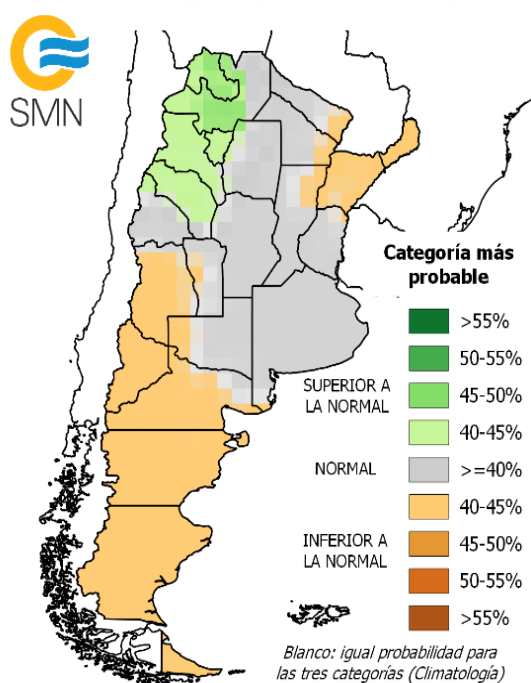 SMN
Categoría más
probable
>55%
50-55%
SUPERIOR A
LA NORMAL
45-50%
40-45%
NORMAL
>=40%
40-45%
INFERIOR A
LA NORMAL
45-50%
50-55%
>55%
Blanco: igual probabilidad para
las tres categorías (Climatología)